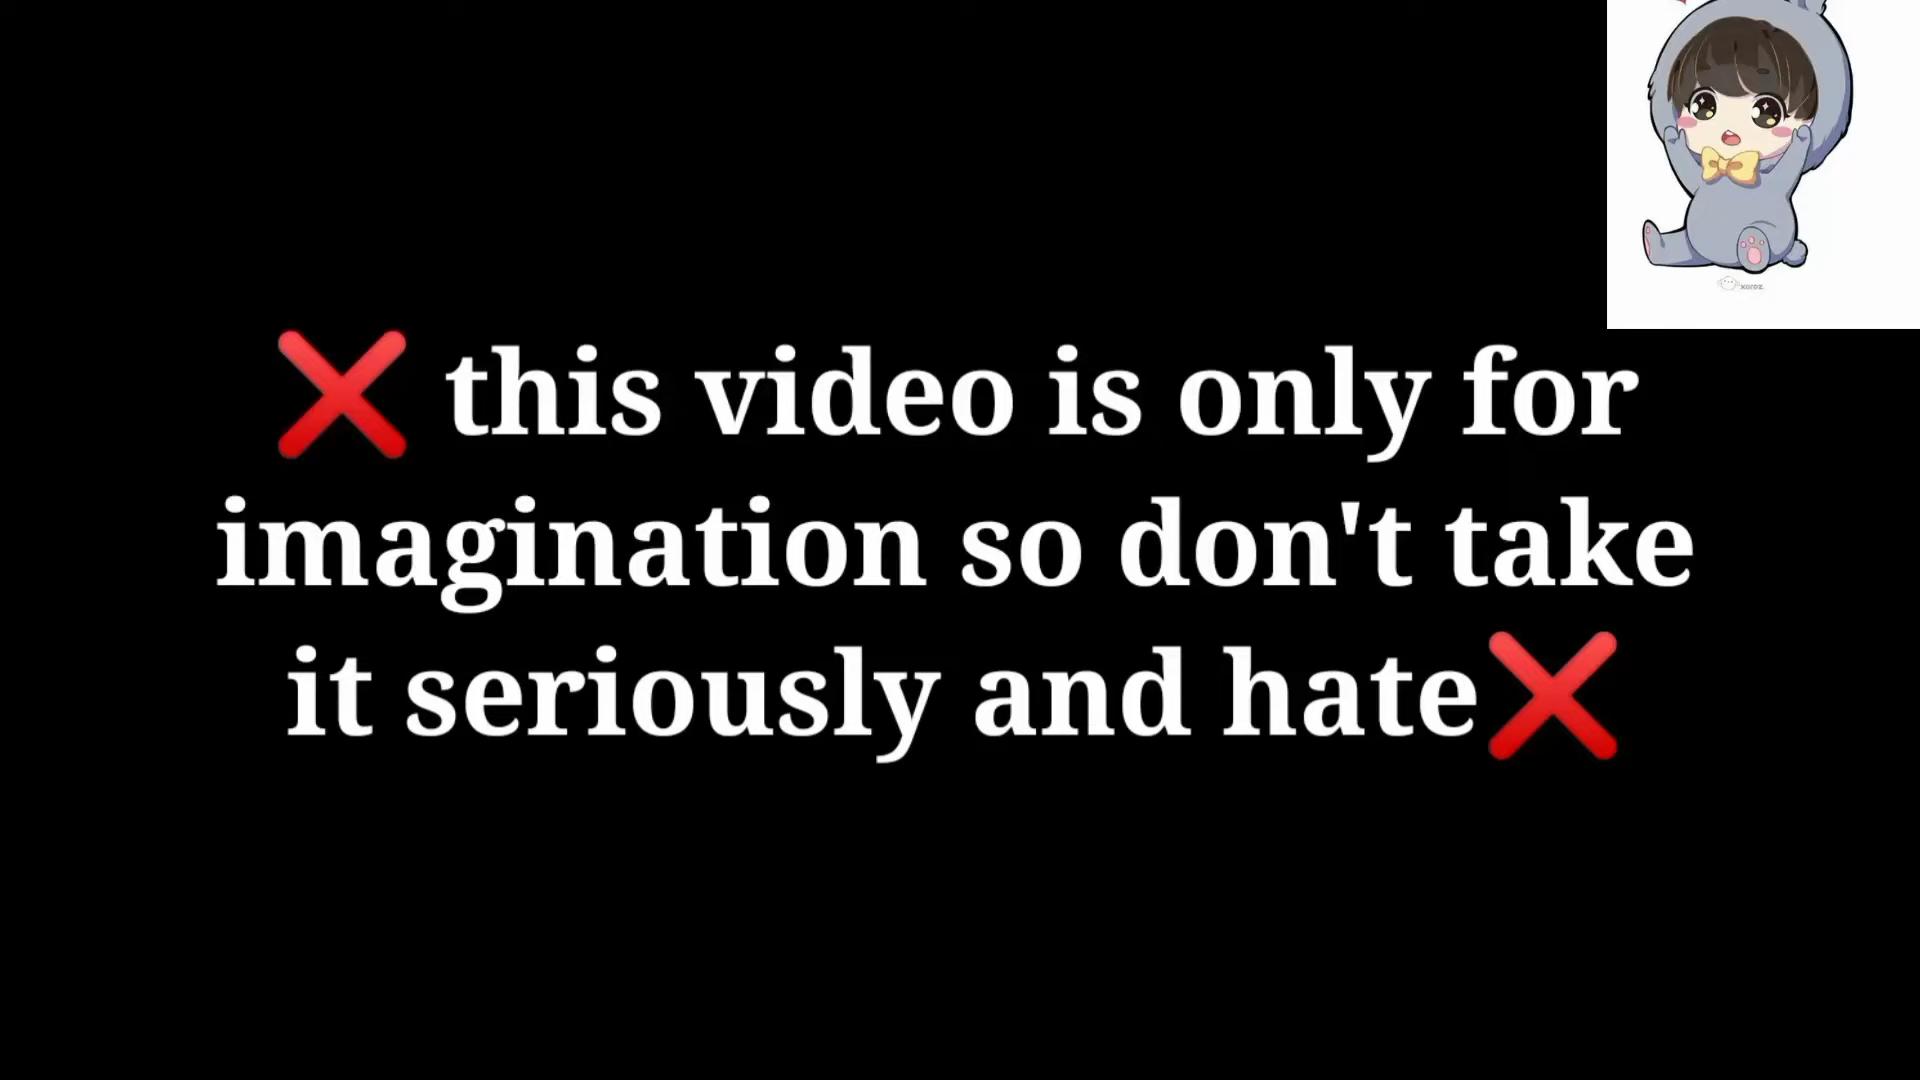 ❌ this video is only for
imagination so don't take
it seriously and hate❌